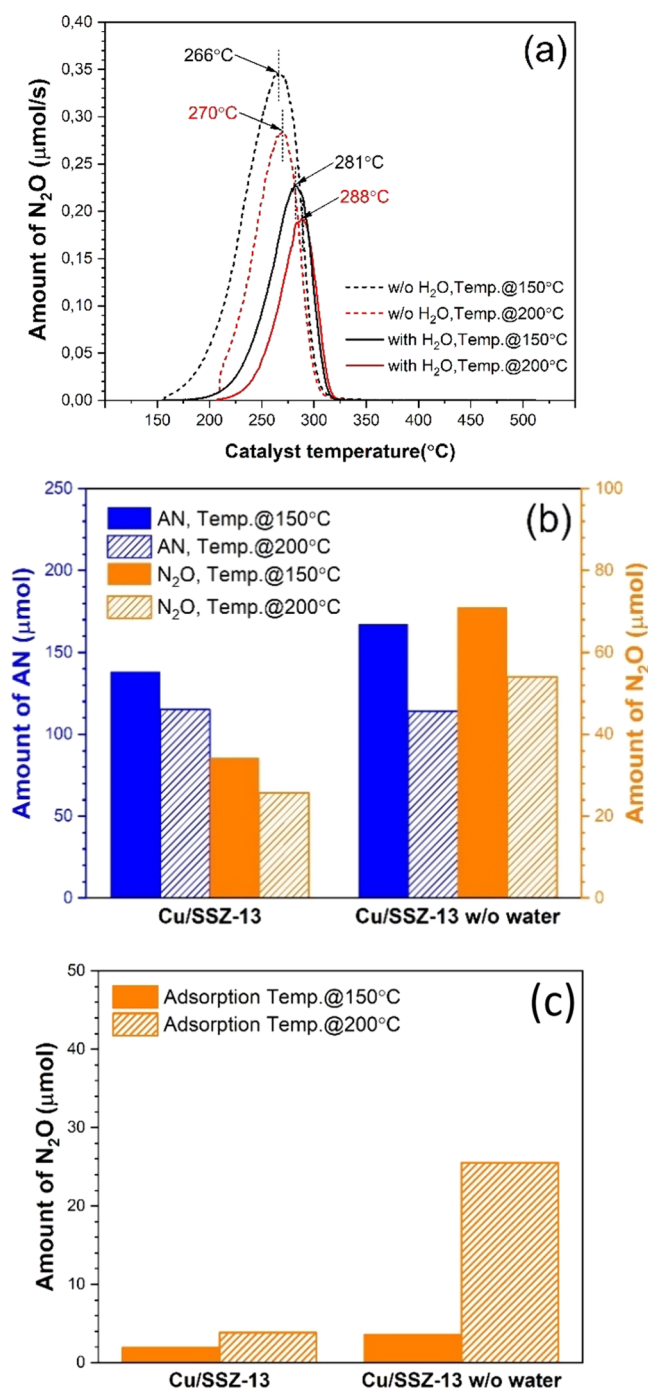 (a)
0,40
0,35
0,30
0,25
0,20
0,15
0,10
0,05
0,00
Amount of N₂O (μmol/s)
266°C
270°C
281°C
288°C
w/o H₂O,Temp.@150°C
w/o H₂O,Temp.@200°C
with H₂O,Temp.@150°C
with H₂O,Temp.@200°C
150 200 250 300 350 400 450 500
Catalyst temperature(°C)
(b)
250
200
150
100
50
0
Amount of AN (μmol)
AN, Temp.@150°C
AN, Temp.@200°C
N₂O, Temp.@150°C
N₂O, Temp.@200°C
100
80
60
40
20
0
Amount of N₂O (μmol)
Cu/SSZ-13 Cu/SSZ-13 w/o water
(c)
50
40
30
20
10
0
Amount of N₂O (μmol)
Adsorption Temp.@150°C
Adsorption Temp.@200°C
Cu/SSZ-13 Cu/SSZ-13 w/o water